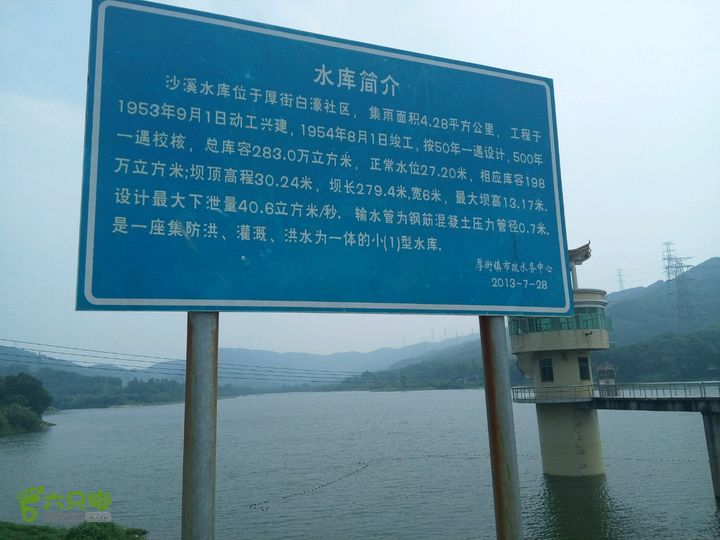 水库简介
沙溪水库位于厚街白濠社区，集雨面积4.28平方公里，工程于
1953年9月1日动工兴建，1954年8月1日竣工，按50年一遇设计，500年
一遇校核，总库容283.0万立方米，正常水位27.20米，相应库容198
万立方米;坝顶高程30.24米，坝长279.4米,宽6米，最大坝高13.17米.
设计最大下泄量40.6立方米/秒．输水管为钢筋混凝土压力管径0.7米.
是一座集防洪、灌溉、洪水为一体的小(1)型水库.
厚街镇市政水务中心
2013-7-28
六只脚